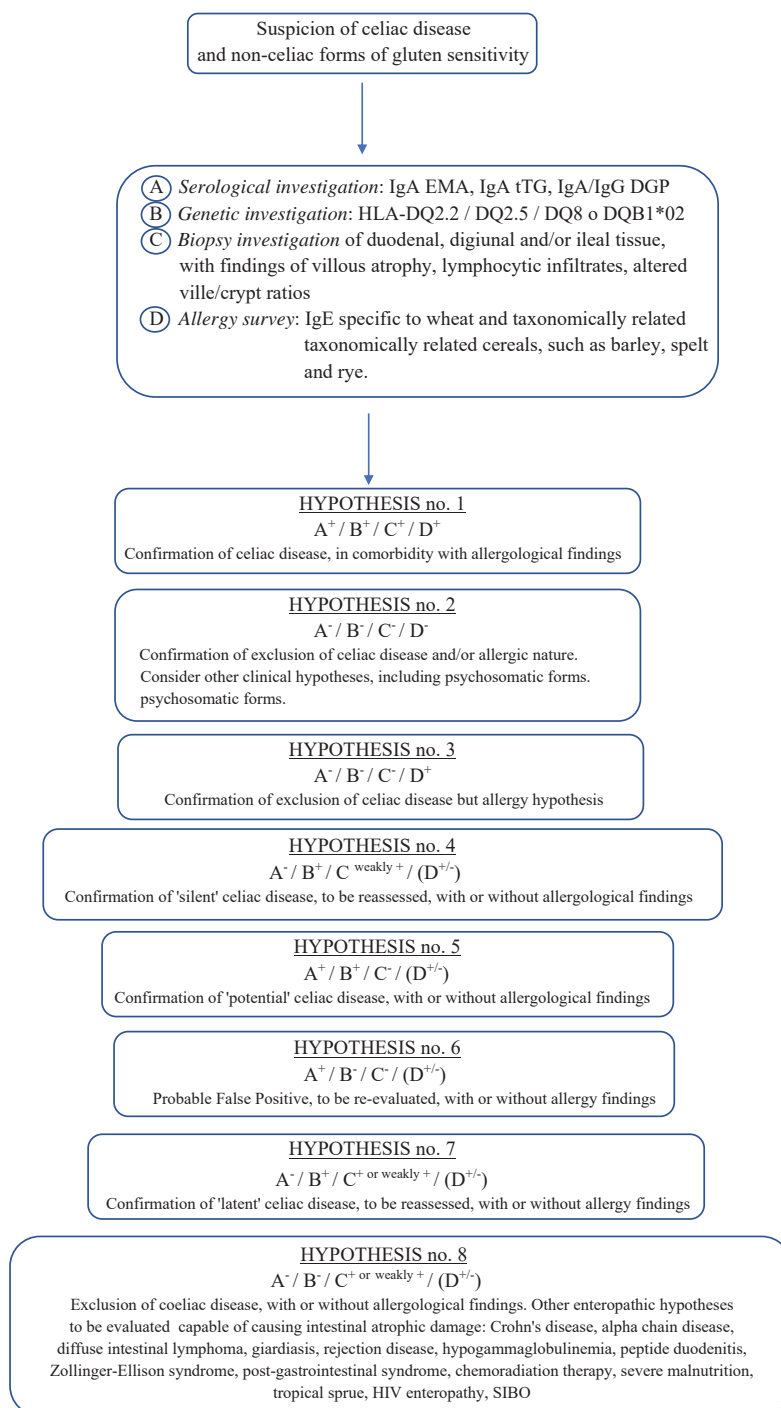 Suspicion of celiac disease
and non-celiac forms of gluten sensitivity
A Serological investigation: IgA EMA, IgA tTG, IgA/IgG DGP
B Genetic investigation: HLA-DQ2.2 / DQ2.5 / DQ8 o DQB1*02
C Biopsy investigation of duodenal, digiunal and/or ileal tissue,
with findings of villous atrophy, lymphocytic infiltrates, altered
ville/crypt ratios
D Allergy survey: IgE specific to wheat and taxonomically related
taxonomically related cereals, such as barley, spelt
and rye.
HYPOTHESIS no. 1
A⁺ / B⁺ / C⁺ / D⁺
Confirmation of celiac disease, in comorbidity with allergological findings
HYPOTHESIS no. 2
A⁻ / B⁻ / C⁻ / D⁻
Confirmation of exclusion of celiac disease and/or allergic nature.
Consider other clinical hypotheses, including psychosomatic forms.
psychosomatic forms.
HYPOTHESIS no. 3
A⁻ / B⁻ / C⁻ / D⁺
Confirmation of exclusion of celiac disease but allergy hypothesis
HYPOTHESIS no. 4
A⁻ / B⁺ / C weakly + / (D+/-)
Confirmation of 'silent' celiac disease, to be reassessed, with or without allergological findings
HYPOTHESIS no. 5
A⁺ / B⁺ / C⁻ / (D+/-)
Confirmation of 'potential' celiac disease, with or without allergological findings
HYPOTHESIS no. 6
A⁺ / B⁻ / C⁻ / (D+/-)
Probable False Positive, to be re-evaluated, with or without allergy findings
HYPOTHESIS no. 7
A⁻ / B⁺ / C+ or weakly + / (D+/-)
Confirmation of 'latent' celiac disease, to be reassessed, with or without allergy findings
HYPOTHESIS no. 8
A⁻ / B⁻ / C+ or weakly + / (D+/-)
Exclusion of coeliac disease, with or without allergological findings. Other enteropathic hypotheses
to be evaluated capable of causing intestinal atrophic damage: Crohn's disease, alpha chain disease,
diffuse intestinal lymphoma, giardiasis, rejection disease, hypogammaglobulinemia, peptide duodenitis,
Zollinger-Ellison syndrome, post-gastrointestinal syndrome, chemoradiation therapy, severe malnutrition,
tropical sprue, HIV enteropathy, SIBO